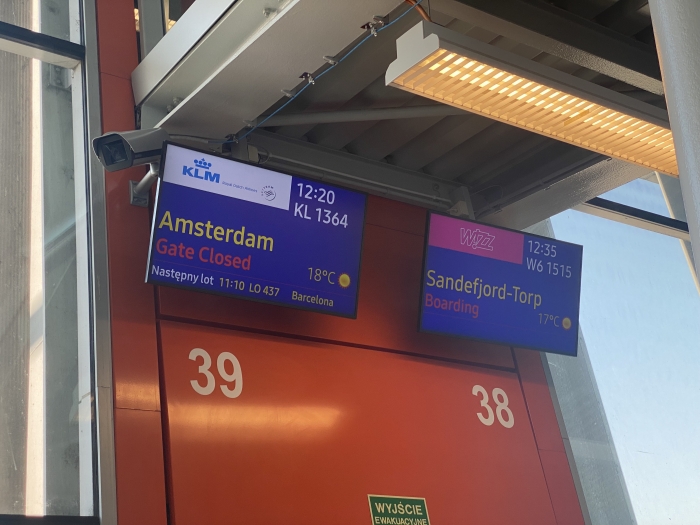 KLM
12:20
KL 1364
Amsterdam
Gate Closed
18°C
Następny lot 11:10 LO 437 Barcelona
WIZZ
12:35
W6 1515
Sandefjord-Torp
Boarding
17°C
39
38
WYJŚCIE
EWAKUACYJNE